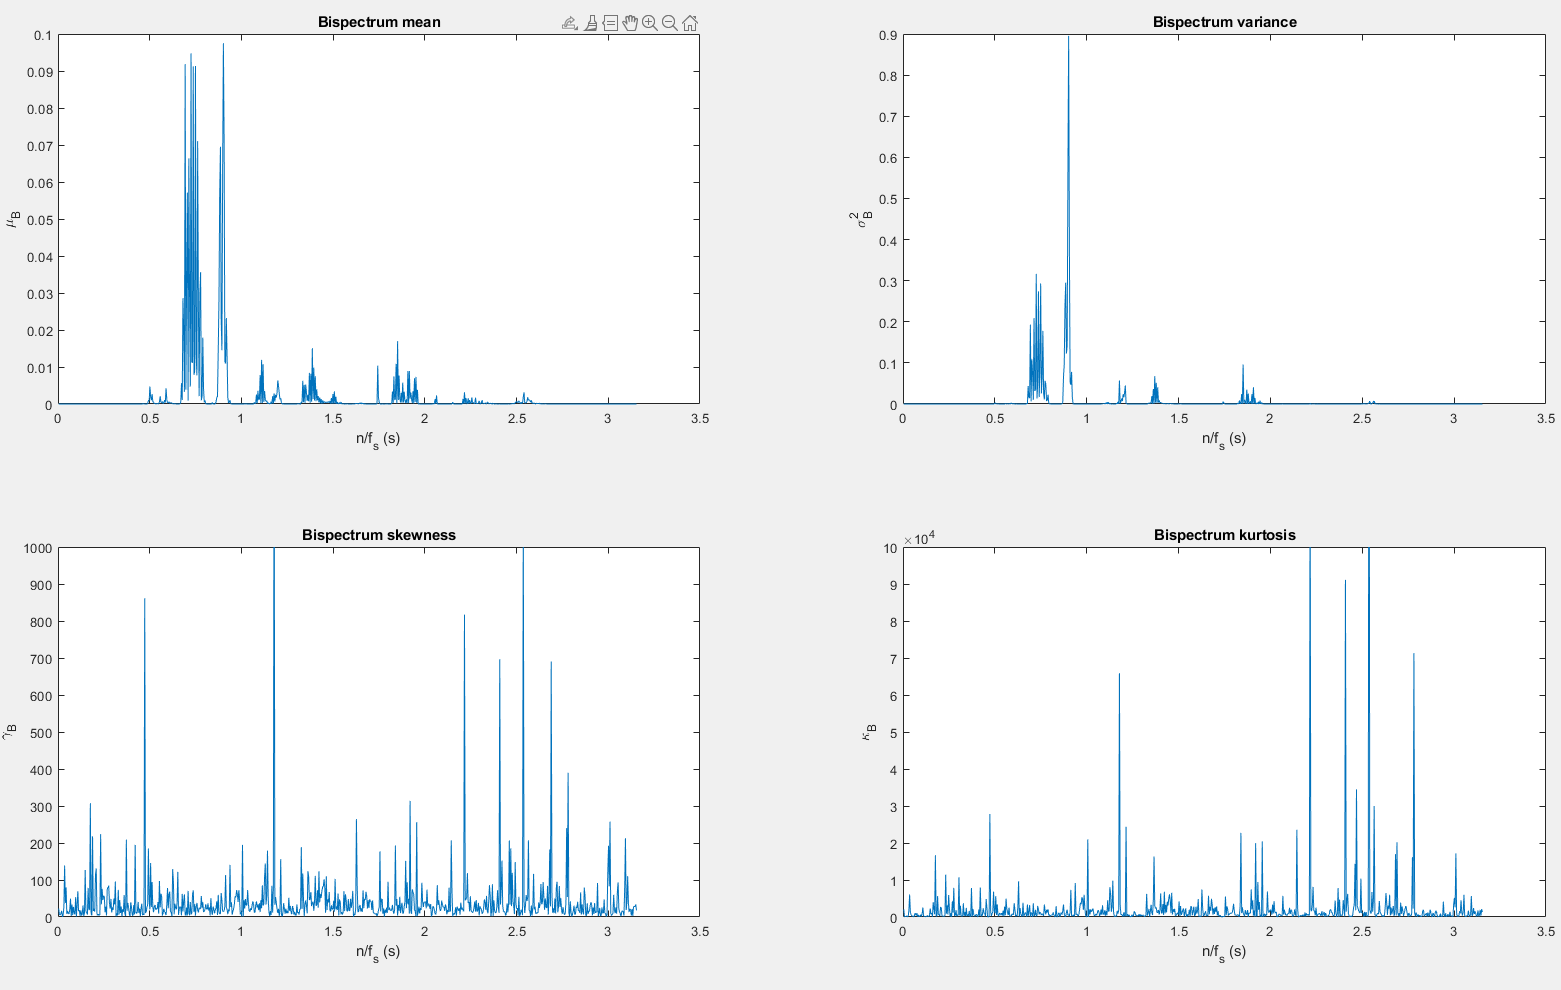 Bispectrum mean
0.1
0.09
0.08
0.07
0.06
0.05
0.04
0.03
0.02
0.01
0
μB
0 0.5 1 1.5 2 2.5 3 3.5
n/fs (s)
Bispectrum variance
0.9
0.8
0.7
0.6
0.5
0.4
0.3
0.2
0.1
0
σ2B
0 0.5 1 1.5 2 2.5 3 3.5
n/fs (s)
Bispectrum skewness
1000
900
800
700
600
500
400
300
200
100
0
γB
0 0.5 1 1.5 2 2.5 3 3.5
n/fs (s)
Bispectrum kurtosis
×104
10
9
8
7
6
5
4
3
2
1
0
κB
0 0.5 1 1.5 2 2.5 3 3.5
n/fs (s)